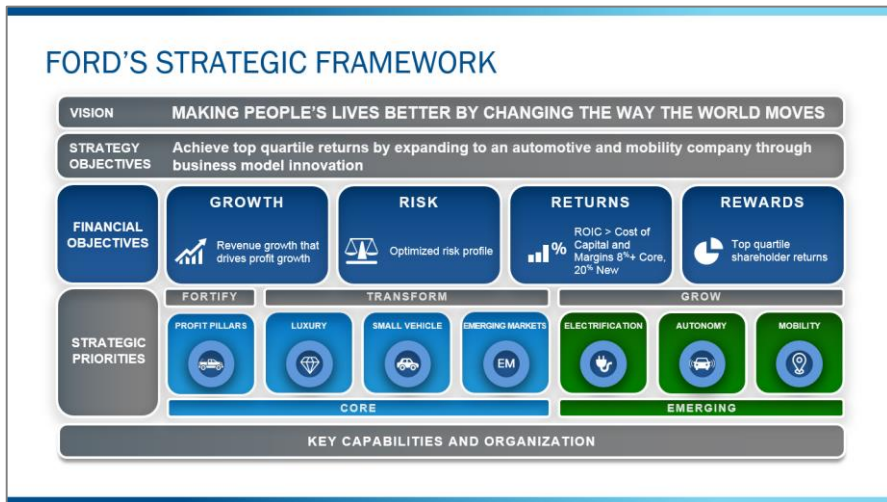 FORD'S STRATEGIC FRAMEWORK
VISION
MAKING PEOPLE'S LIVES BETTER BY CHANGING THE WAY THE WORLD MOVES
STRATEGY
OBJECTIVES
Achieve top quartile returns by expanding to an automotive and mobility company through
business model innovation
FINANCIAL
OBJECTIVES
GROWTH
Revenue growth that
drives profit growth
RISK
Optimized risk profile
RETURNS
%
ROIC > Cost of
Capital and
Margins 8%+ Core,
20% New
REWARDS
Top quartile
shareholder returns
STRATEGIC
PRIORITIES
FORTIFY
TRANSFORM
GROW
PROFIT PILLARS
LUXURY
SMALL VEHICLE
EMERGING MARKETS
EM
ELECTRIFICATION
AUTONOMY
MOBILITY
CORE
EMERGING
KEY CAPABILITIES AND ORGANIZATION